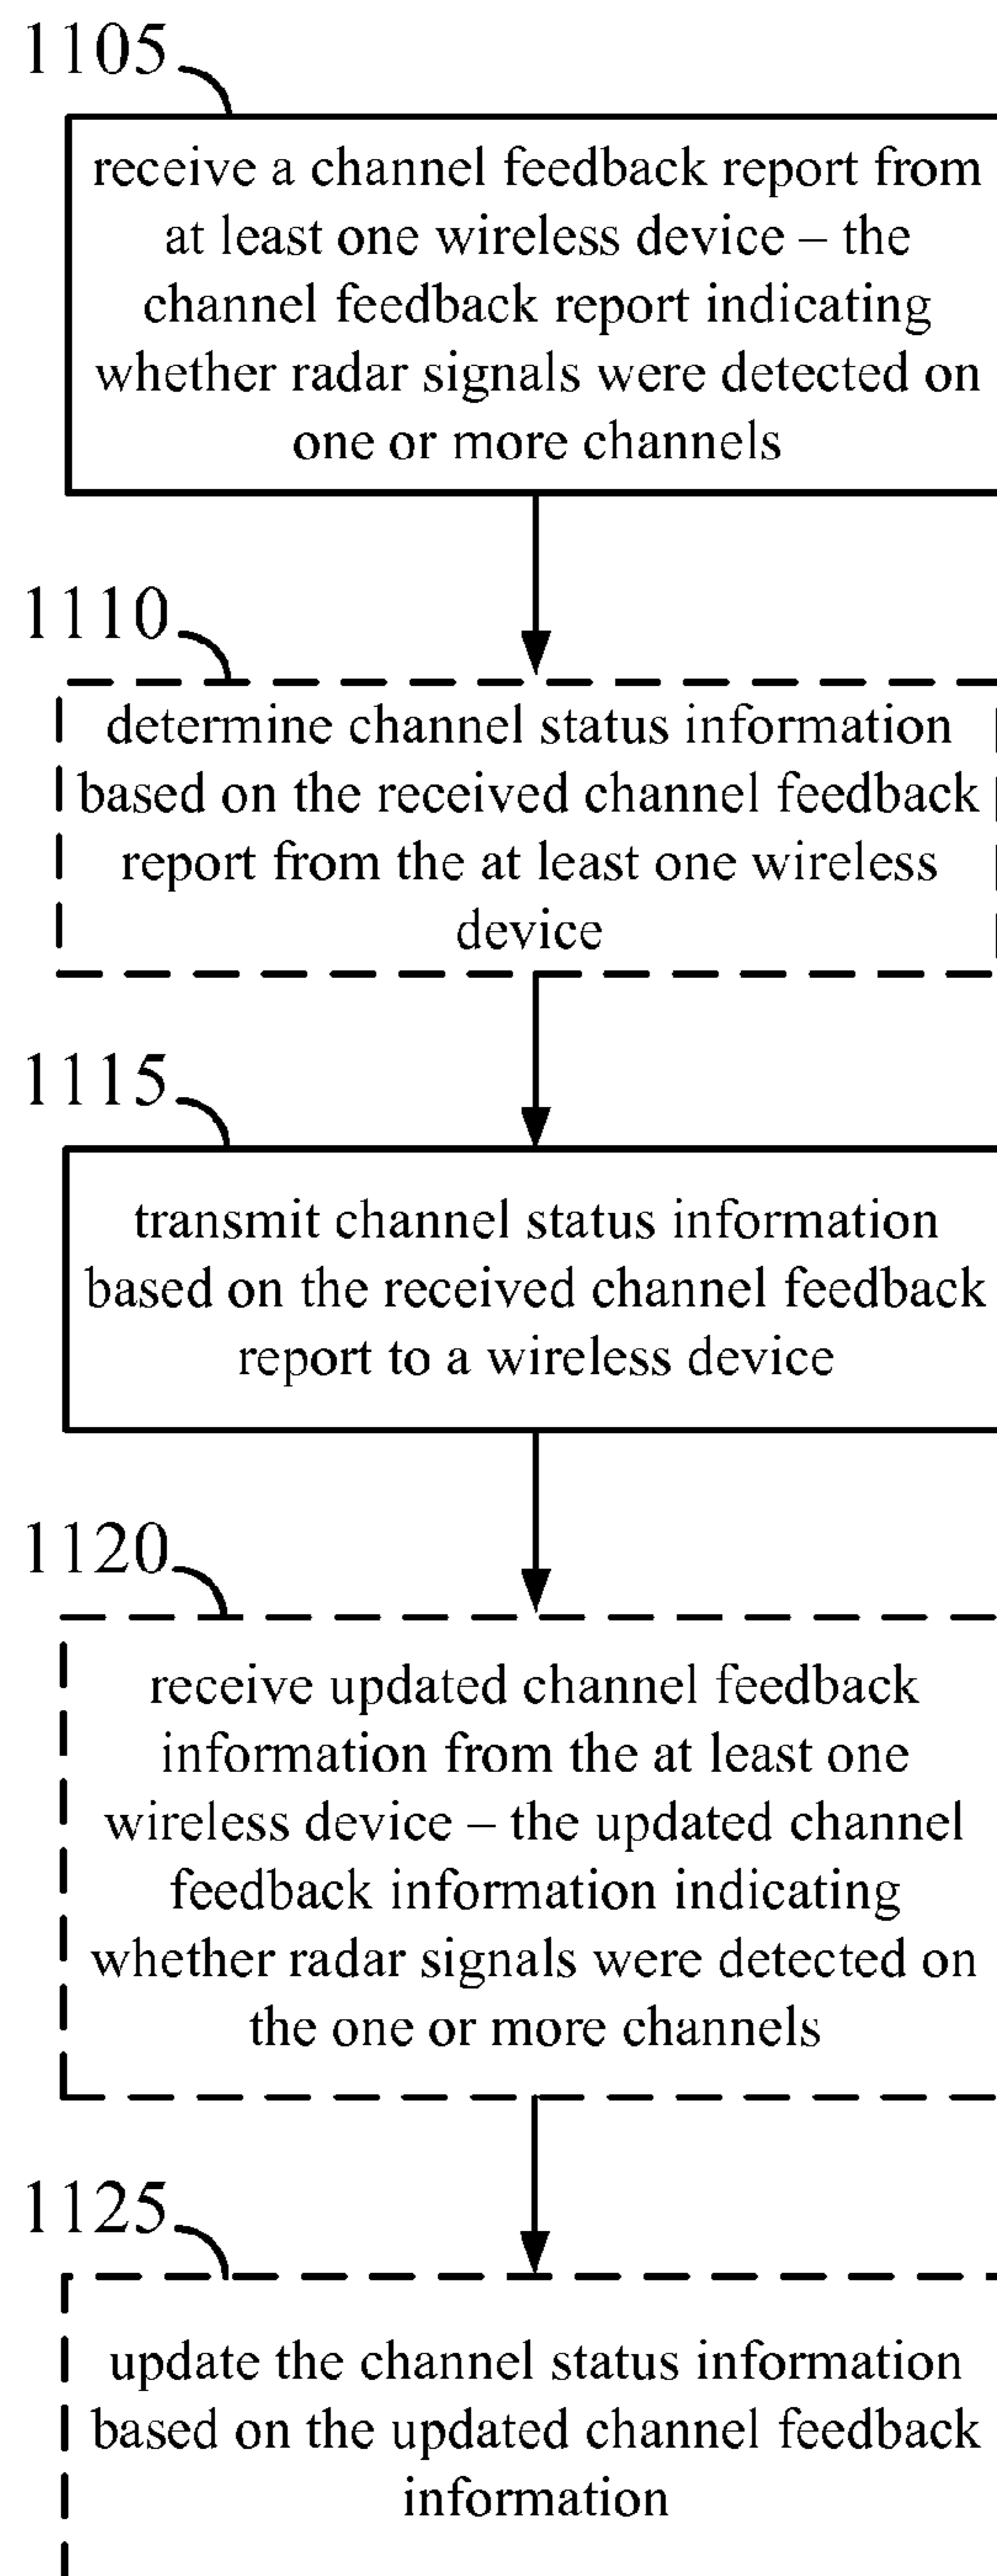 1105
receive a channel feedback report from
at least one wireless device – the
channel feedback report indicating
whether radar signals were detected on
one or more channels
1110
determine channel status information
based on the received channel feedback
report from the at least one wireless
device
1115
transmit channel status information
based on the received channel feedback
report to a wireless device
1120
receive updated channel feedback
information from the at least one
wireless device – the updated channel
feedback information indicating
whether radar signals were detected on
the one or more channels
1125
update the channel status information
based on the updated channel feedback
information